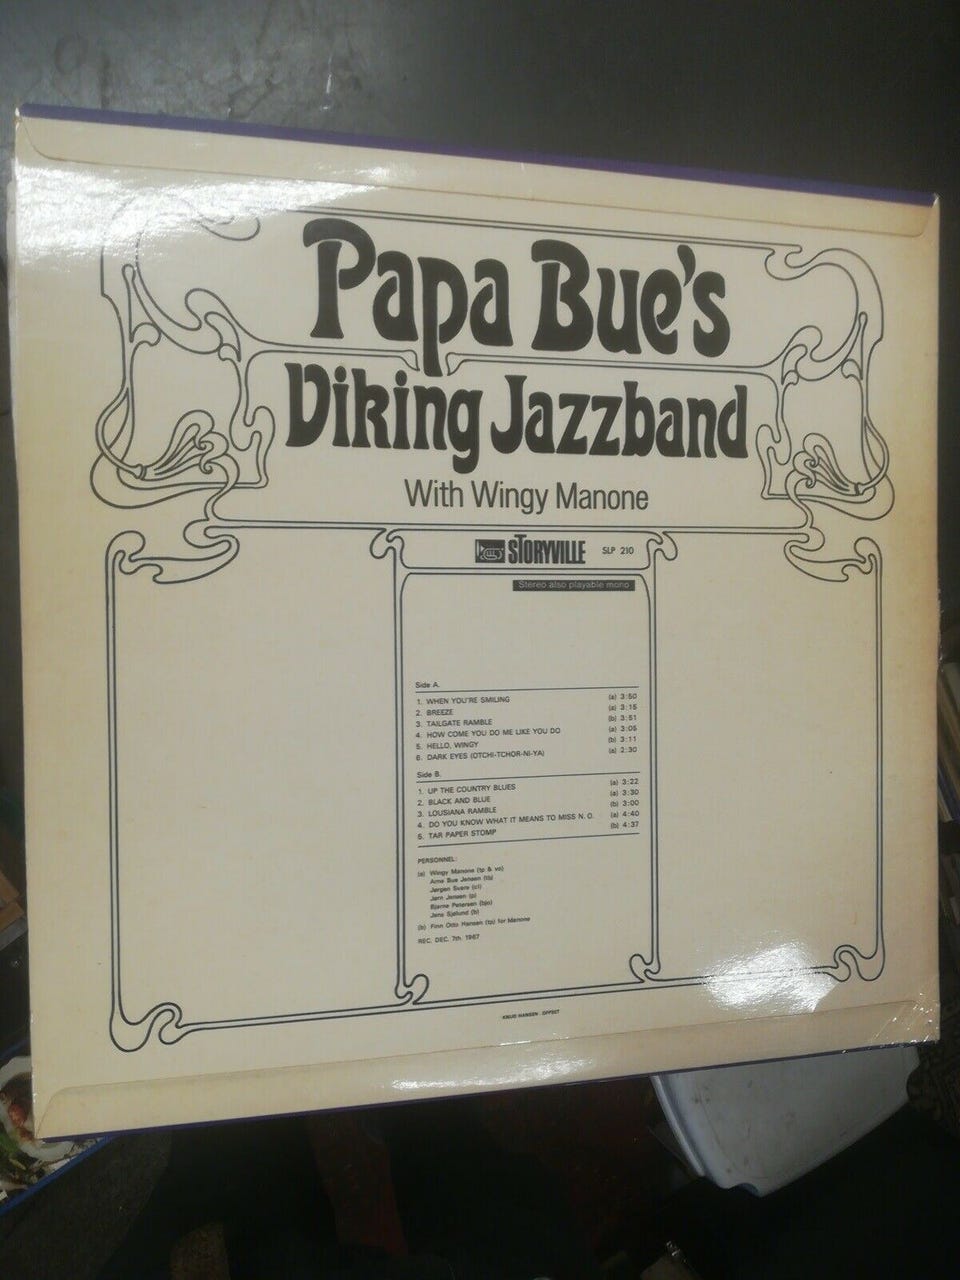 Papa Bue's
Viking Jazzband
With Wingy Manone
STORYVILLE SLP 210
Stereo also playable mono
Side A.
1. WHEN YOU'RE SMILING (a) 3:50
2. BREEZE (a) 3:15
3. TAILGATE RAMBLE (b) 3:51
4. HOW COME YOU DO ME LIKE YOU DO (a) 3:05
5. HELLO, WINGY (b) 3:11
6. DARK EYES (OTCHI-TCHOR-NI-YA) (a) 2:30
Side B.
1. UP THE COUNTRY BLUES (a) 3:22
2. BLACK AND BLUE (a) 3:30
3. LOUSIANA RAMBLE (b) 3:00
4. DO YOU KNOW WHAT IT MEANS TO MISS N. O. (a) 4:40
5. TAR PAPER STOMP (b) 4:37
PERSONNEL:
(a) Wingy Manone (tp & vo)
Arne Bue Jensen (tb)
Jørgen Svare (cl)
Jørn Jensen (p)
Bjarne Petersen (bjo)
Jens Sjølund (b)
(b) Finn Otto Hansen (tp) for Manone
REC. DEC. 7th. 1967
KNUD HANSEN . OFFSET